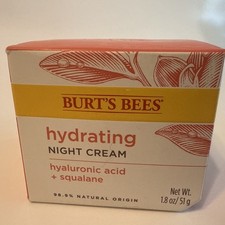 BURT'S BEES
hydrating
NIGHT CREAM
hyaluronic acid
+ squalane
98.9% NATURAL ORIGIN
Net Wt.
1.8 oz/ 51 g